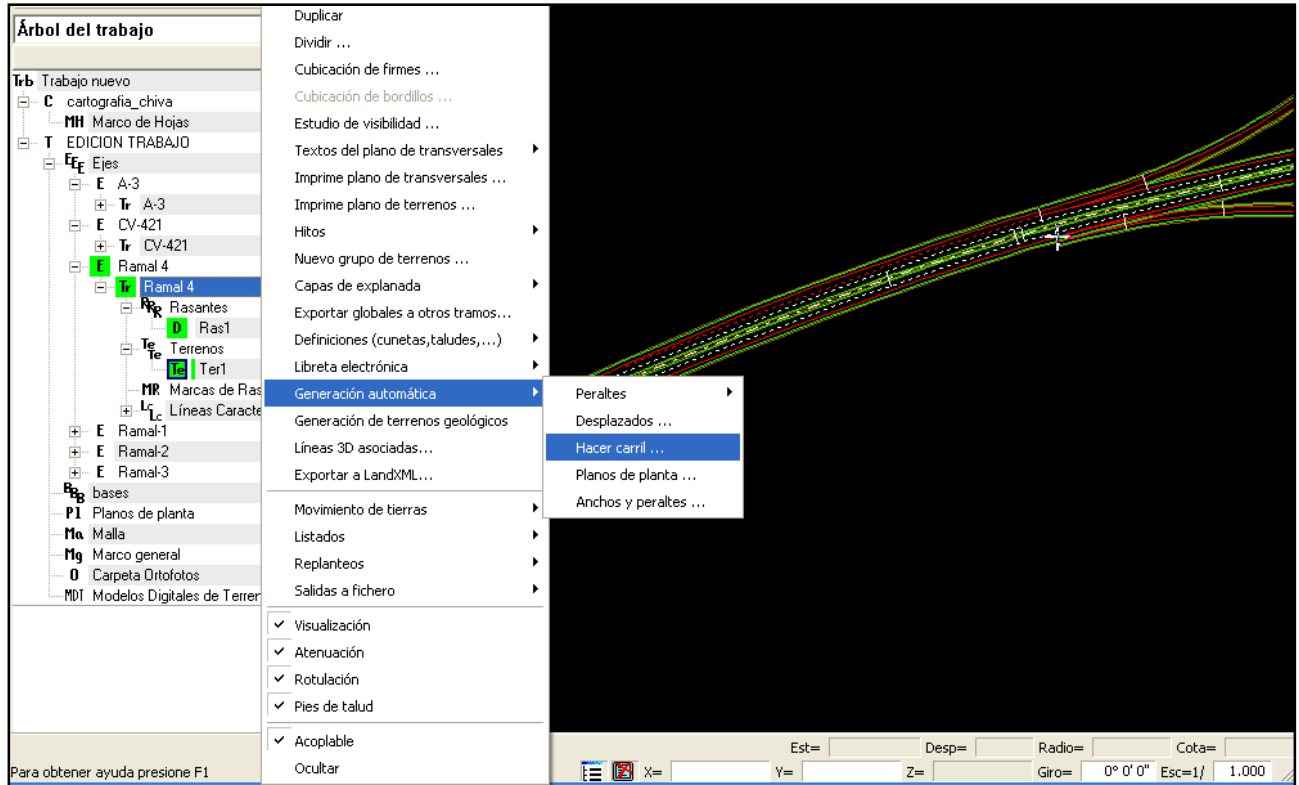 Árbol del trabajo
Trb Trabajo nuevo
C cartografia_chiva
MH Marco de Hojas
T EDICION TRABAJO
EEE Ejes
E A-3
Tr A-3
E CV-421
Tr CV-421
E Ramal 4
Tr Ramal 4
RRR Rasantes
D Ras1
Te Te Terrenos
Te Ter1
MR Marcas de Ras
Lc Lc Líneas Caracte
E Ramal-1
E Ramal-2
E Ramal-3
BBB bases
Pl Planos de planta
Ma Malla
Mg Marco general
O Carpeta Ortofotos
MDT Modelos Digitales de Terrer
Duplicar
Dividir ...
Cubicación de firmes ...
Cubicación de bordillos ...
Estudio de visibilidad ...
Textos del plano de transversales
Imprime plano de transversales ...
Imprime plano de terrenos ...
Hitos
Nuevo grupo de terrenos ...
Capas de explanada
Exportar globales a otros tramos...
Definiciones (cunetas,taludes,...)
Libreta electrónica
Generación automática
Generación de terrenos geológicos
Líneas 3D asociadas...
Exportar a LandXML...
Movimiento de tierras
Listados
Replanteos
Salidas a fichero
Visualización
Atenuación
Rotulación
Pies de talud
Acoplable
Ocultar
Peraltes
Desplazados ...
Hacer carril ...
Planos de planta ...
Anchos y peraltes ...
Est= Desp= Radio= Cota=
Para obtener ayuda presione F1
X= Y= Z= Giro= 0° 0' 0" Esc=1/ 1.000